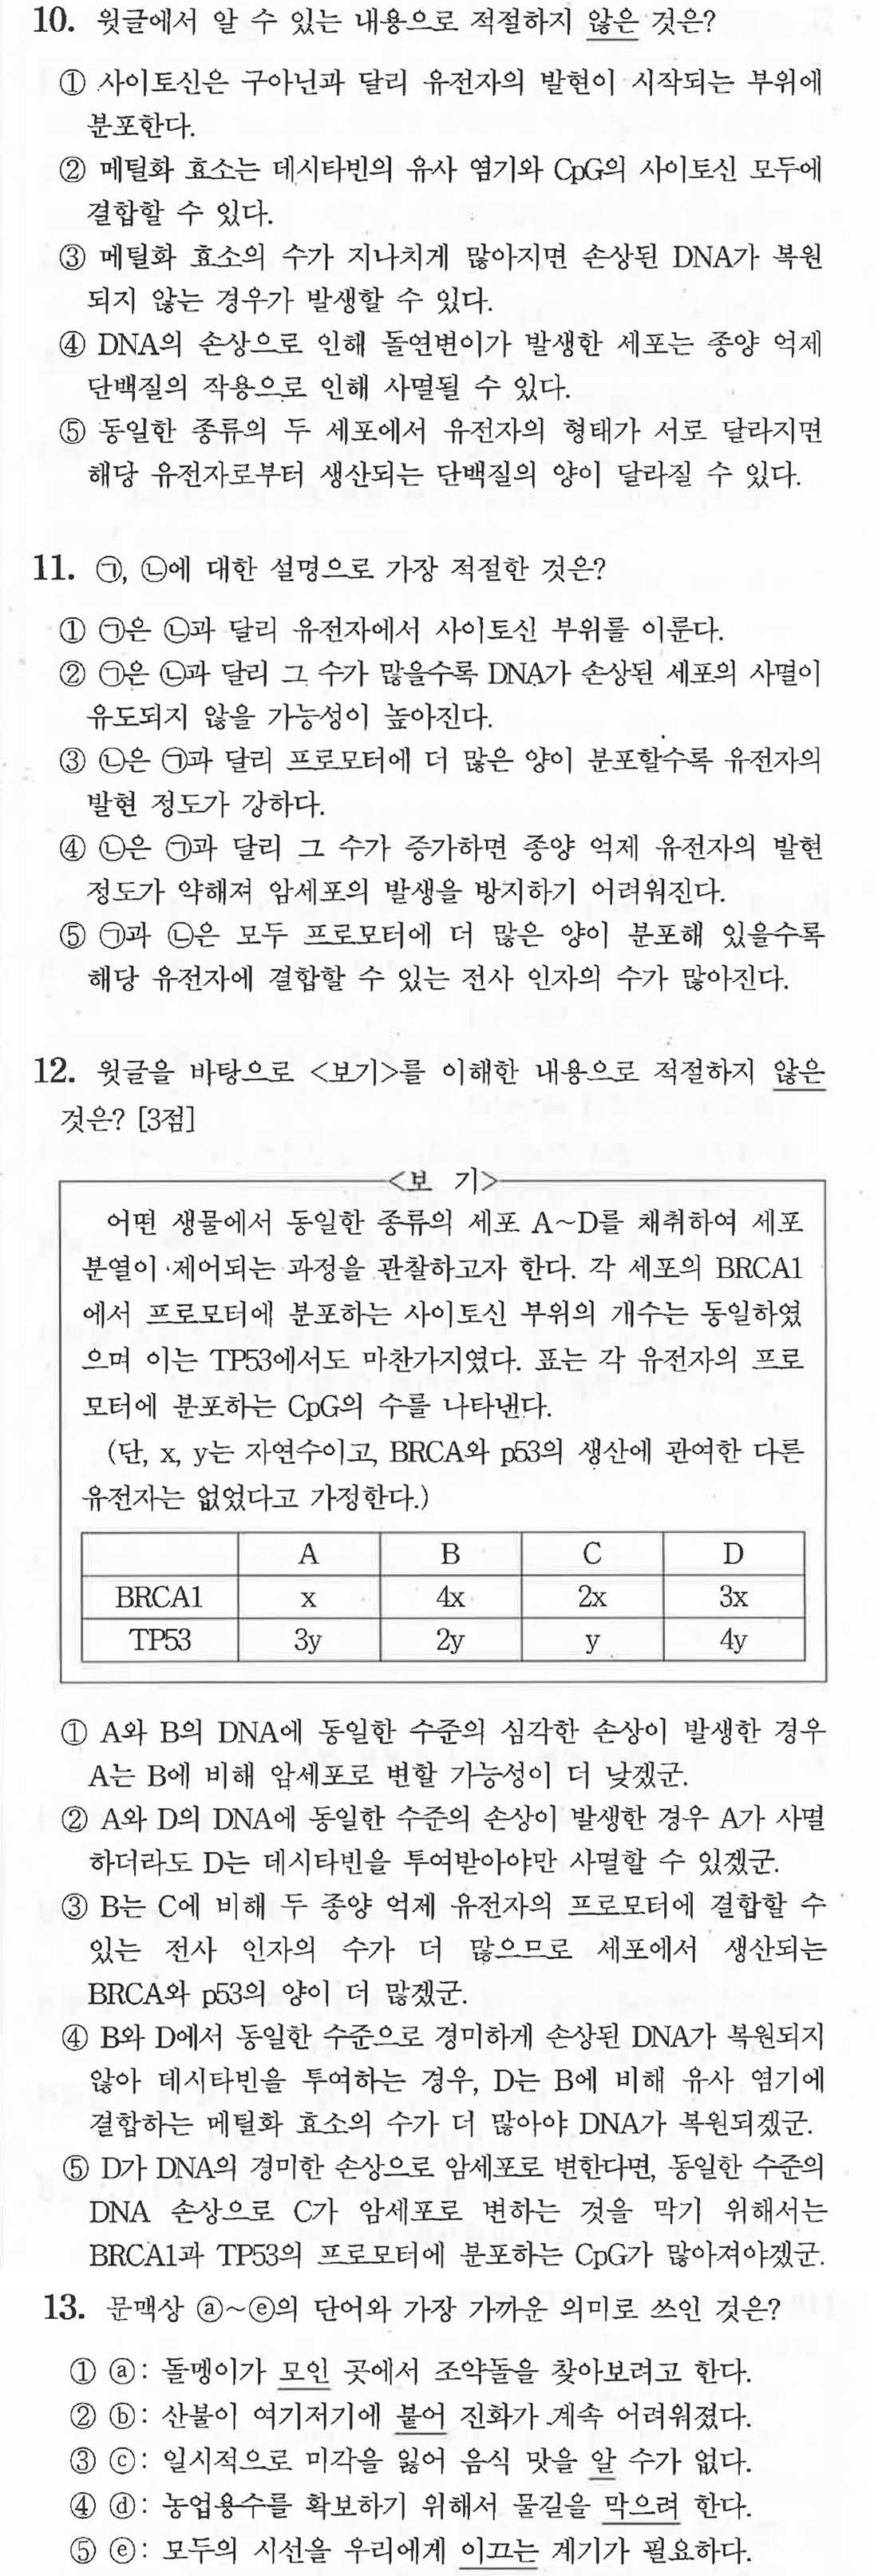 10. 윗글에서 알 수 있는 내용으로 적절하지 않은 것은?
① 사이토신은 구아닌과 달리 유전자의 발현이 시작되는 부위에
분포한다.
② 메틸화 효소는 데시타빈의 유사 염기와 CpG의 사이토신 모두에
결합할 수 있다.
③ 메틸화 효소의 수가 지나치게 많아지면 손상된 DNA가 복원
되지 않는 경우가 발생할 수 있다.
④ DNA의 손상으로 인해 돌연변이가 발생한 세포는 종양 억제
단백질의 작용으로 인해 사멸될 수 있다.
⑤ 동일한 종류의 두 세포에서 유전자의 형태가 서로 달라지면
해당 유전자로부터 생산되는 단백질의 양이 달라질 수 있다.
11. ㉠, ㉡에 대한 설명으로 가장 적절한 것은?
① ㉠은 ㉡과 달리 유전자에서 사이토신 부위를 이룬다.
② ㉠은 ㉡과 달리 그 수가 많을수록 DNA가 손상된 세포의 사멸이
유도되지 않을 가능성이 높아진다.
③ ㉡은 ㉠과 달리 프로모터에 더 많은 양이 분포할수록 유전자의
발현 정도가 강하다.
④ ㉡은 ㉠과 달리 그 수가 증가하면 종양 억제 유전자의 발현
정도가 약해져 암세포의 발생을 방지하기 어려워진다.
⑤ ㉠과 ㉡은 모두 프로모터에 더 많은 양이 분포해 있을수록
해당 유전자에 결합할 수 있는 전사 인자의 수가 많아진다.
12. 윗글을 바탕으로 <보기>를 이해한 내용으로 적절하지 않은
것은? [3점]
<보 기>
어떤 생물에서 동일한 종류의 세포 A~D를 채취하여 세포
분열이 제어되는 과정을 관찰하고자 한다. 각 세포의 BRCA1
에서 프로모터에 분포하는 사이토신 부위의 개수는 동일하였
으며 이는 TP53에서도 마찬가지였다. 표는 각 유전자의 프로
모터에 분포하는 CpG의 수를 나타낸다.
(단, x, y는 자연수이고, BRCA와 p53의 생산에 관여한 다른
유전자는 없었다고 가정한다.)
A B C D
BRCA1 x 4x 2x 3x
TP53 3y 2y y 4y
① A와 B의 DNA에 동일한 수준의 심각한 손상이 발생한 경우
A는 B에 비해 암세포로 변할 가능성이 더 낮겠군.
② A와 D의 DNA에 동일한 수준의 손상이 발생한 경우 A가 사멸
하더라도 D는 데시타빈을 투여받아야만 사멸할 수 있겠군.
③ B는 C에 비해 두 종양 억제 유전자의 프로모터에 결합할 수
있는 전사 인자의 수가 더 많으므로 세포에서 생산되는
BRCA와 p53의 양이 더 많겠군.
④ B와 D에서 동일한 수준으로 경미하게 손상된 DNA가 복원되지
않아 데시타빈을 투여하는 경우, D는 B에 비해 유사 염기에
결합하는 메틸화 효소의 수가 더 많아야 DNA가 복원되겠군.
⑤ D가 DNA의 경미한 손상으로 암세포로 변한다면, 동일한 수준의
DNA 손상으로 C가 암세포로 변하는 것을 막기 위해서는
BRCA1과 TP53의 프로모터에 분포하는 CpG가 많아져야겠군.
13. 문맥상 ⓐ~ⓔ의 단어와 가장 가까운 의미로 쓰인 것은?
① ⓐ: 돌멩이가 모인 곳에서 조약돌을 찾아보려고 한다.
② ⓑ: 산불이 여기저기에 붙어 진화가 계속 어려워졌다.
③ ⓒ: 일시적으로 미각을 잃어 음식 맛을 알 수가 없다.
④ ⓓ: 농업용수를 확보하기 위해서 물길을 막으려 한다.
⑤ ⓔ: 모두의 시선을 우리에게 이끄는 계기가 필요하다.